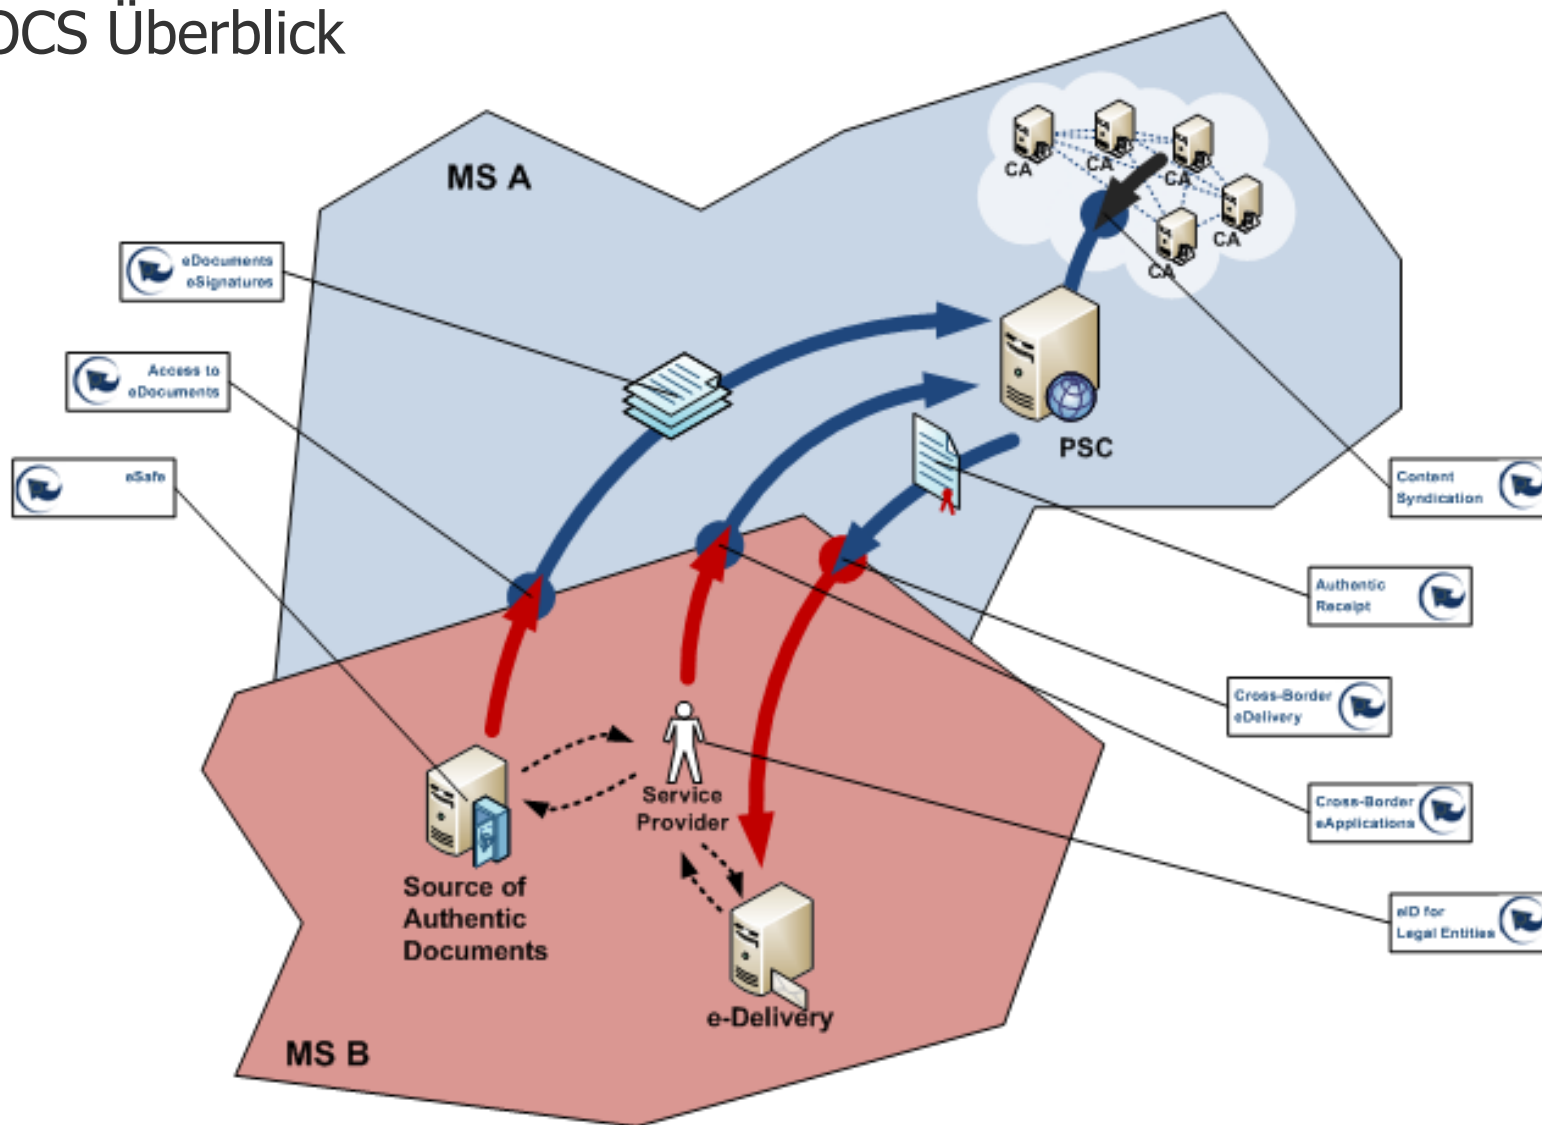 OCS Überblick
MS A
CA
CA
CA
CA
CA
eDocuments
eSignatures
Access to
eDocuments
eSafe
PSC
Content
Syndication
Authentic
Receipt
Cross-Border
eDelivery
Cross-Border
eApplications
eID for
Legal Entities
Service
Provider
Source of
Authentic
Documents
e-Delivery
MS B